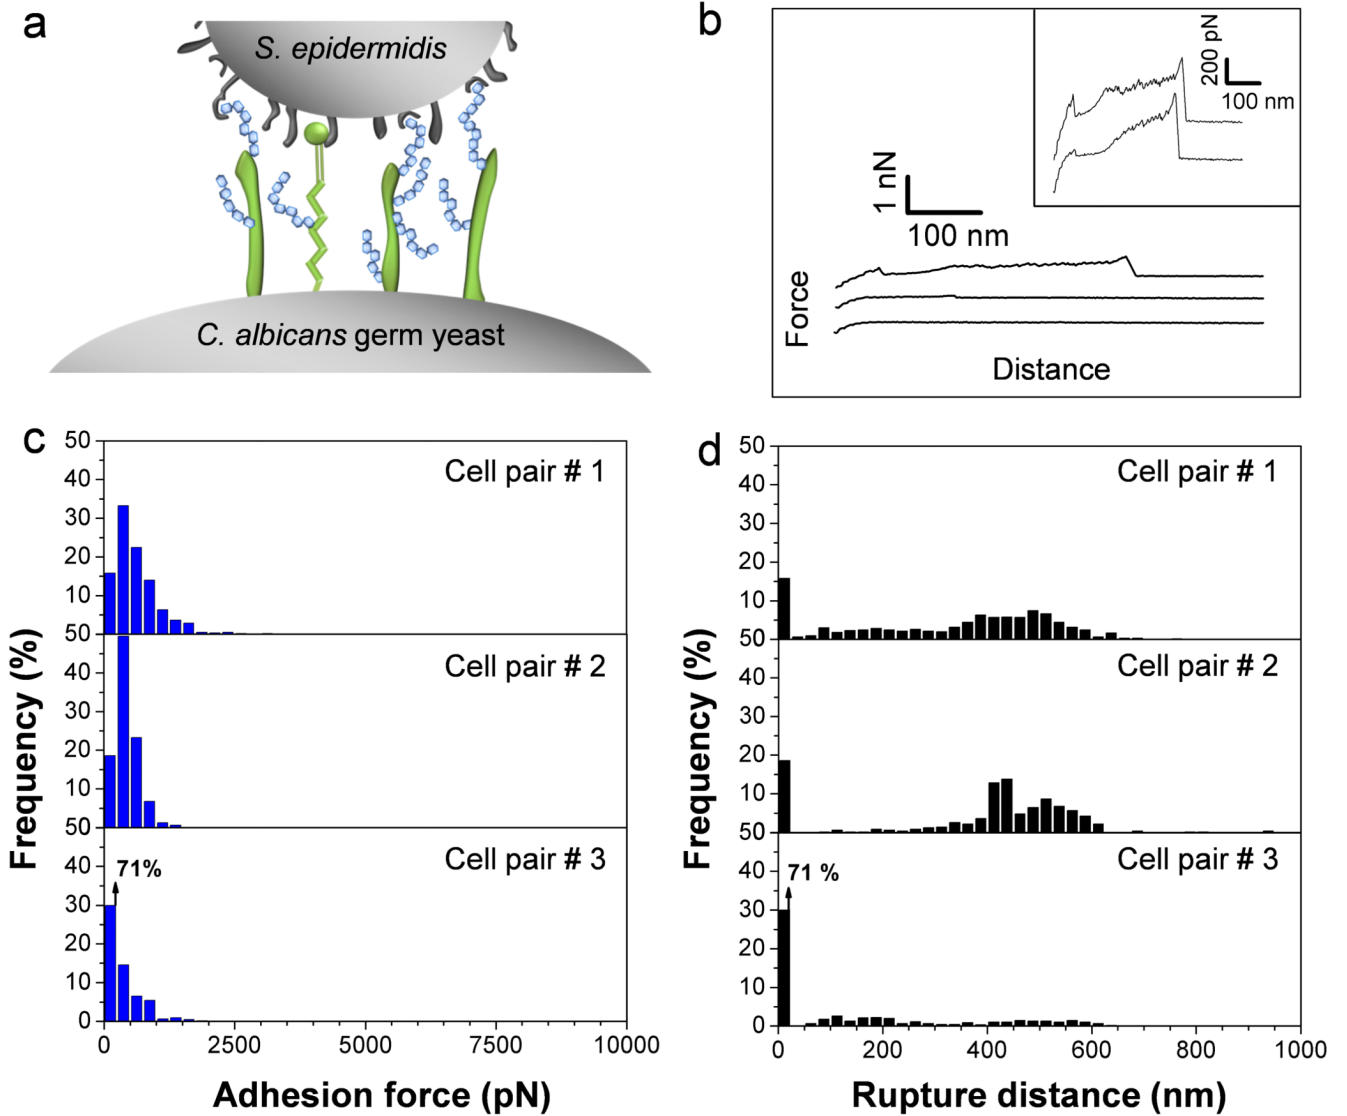 a
S. epidermidis
C. albicans germ yeast
b
200 pN
100 nm
1 nN
100 nm
Force
Distance
c
Cell pair # 1
50
40
30
20
10
Cell pair # 2
50
40
30
20
10
Cell pair # 3
71%
50
40
30
20
10
0
0
2500
5000
7500
10000
Frequency (%)
Adhesion force (pN)
d
Cell pair # 1
50
40
30
20
10
Cell pair # 2
50
40
30
20
10
Cell pair # 3
71 %
50
40
30
20
10
0
0
200
400
600
800
1000
Frequency (%)
Rupture distance (nm)